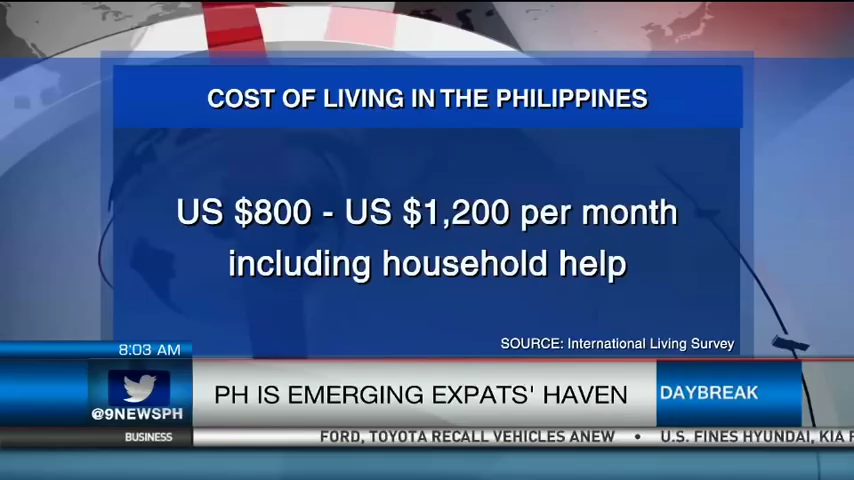 COST OF LIVING IN THE PHILIPPINES
US $800 - US $1,200 per month
including household help
SOURCE: International Living Survey
8:03 AM
PH IS EMERGING EXPATS' HAVEN
DAYBREAK
@9NEWSPH
BUSINESS
FORD, TOYOTA RECALL VEHICLES ANEW • U.S. FINES HYUNDAI, KIA